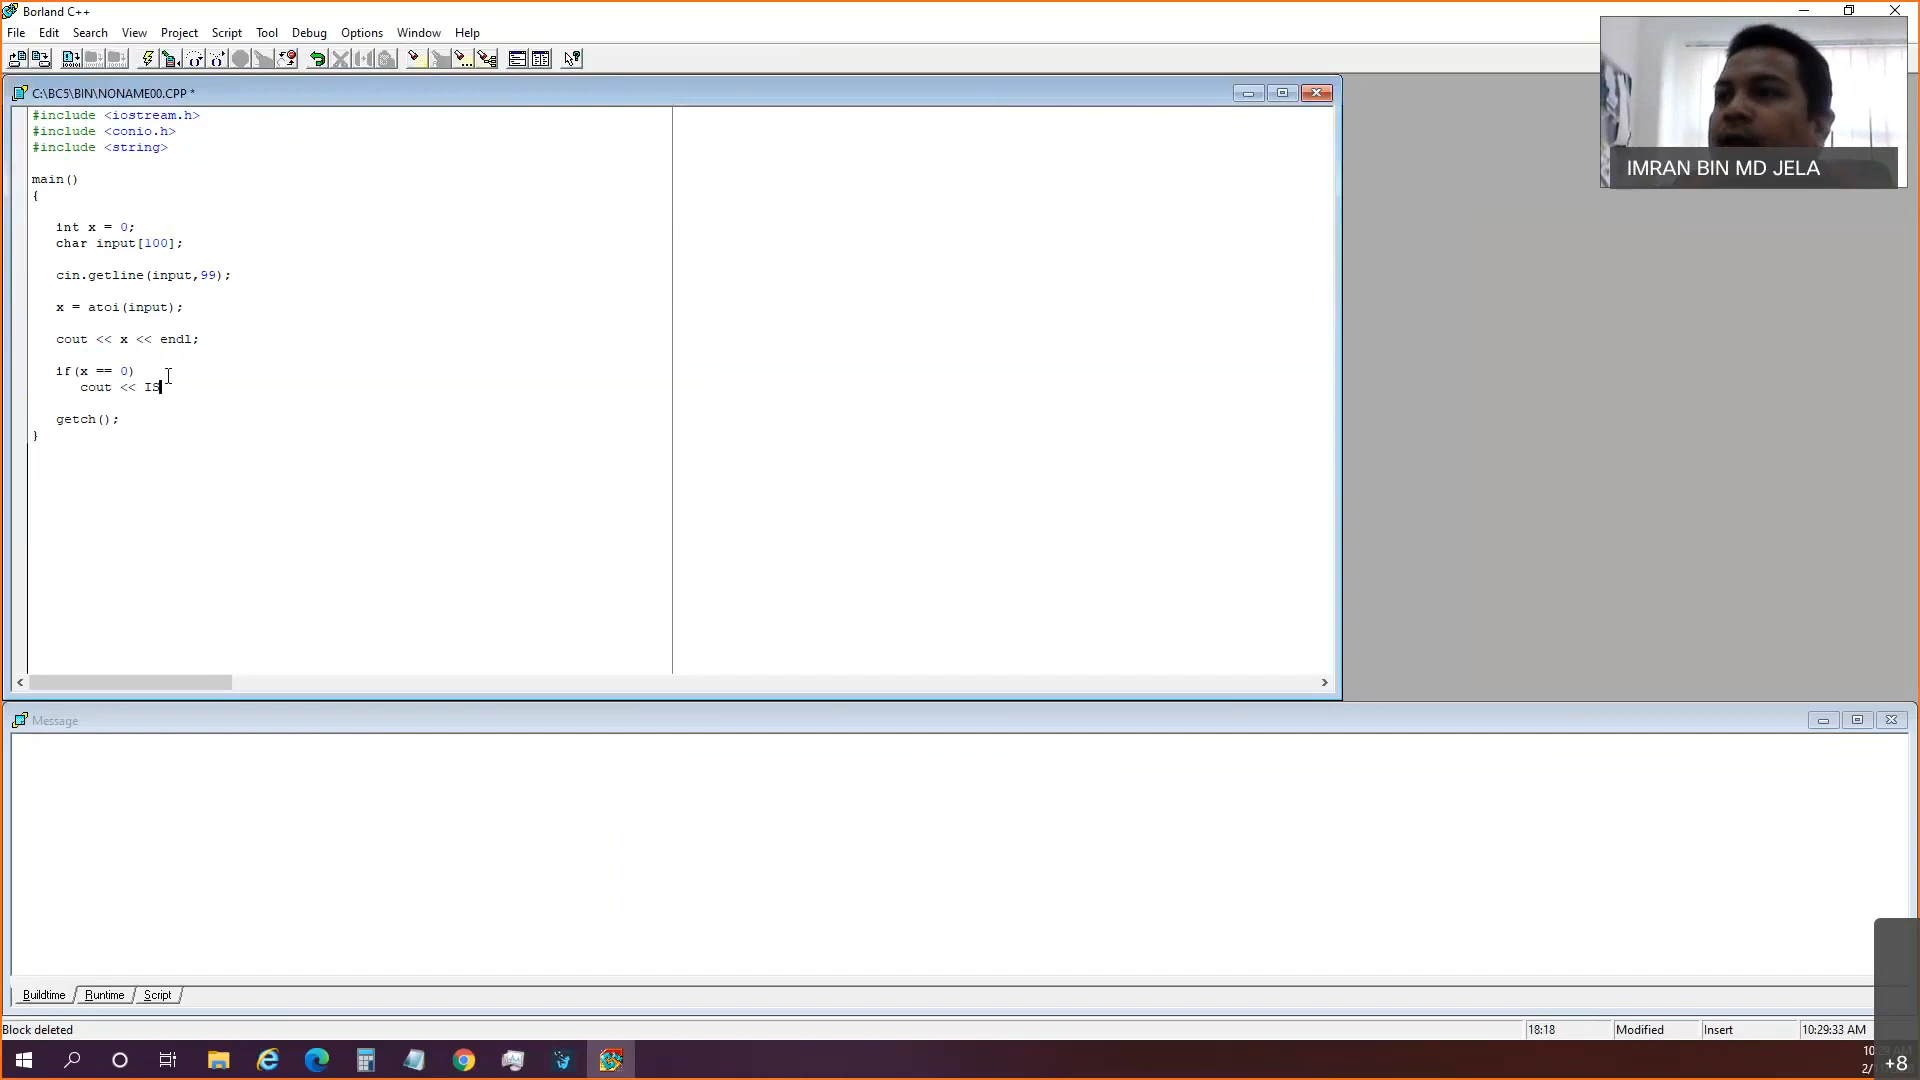 Borland C++
File Edit Search View Project Script Tool Debug Options Window Help
C:\BC5\BIN\NONAME00.CPP *
#include <iostream.h>
#include <conio.h>
#include <string>
main()
{
int x = 0;
char input[100];
cin.getline(input,99);
x = atoi(input);
cout << x << endl;
if(x == 0)
cout << IS
getch();
}
IMRAN BIN MD JELA
Message
Buildtime Runtime Script
Block deleted 18:18 Modified Insert 10:29:33 AM
+8